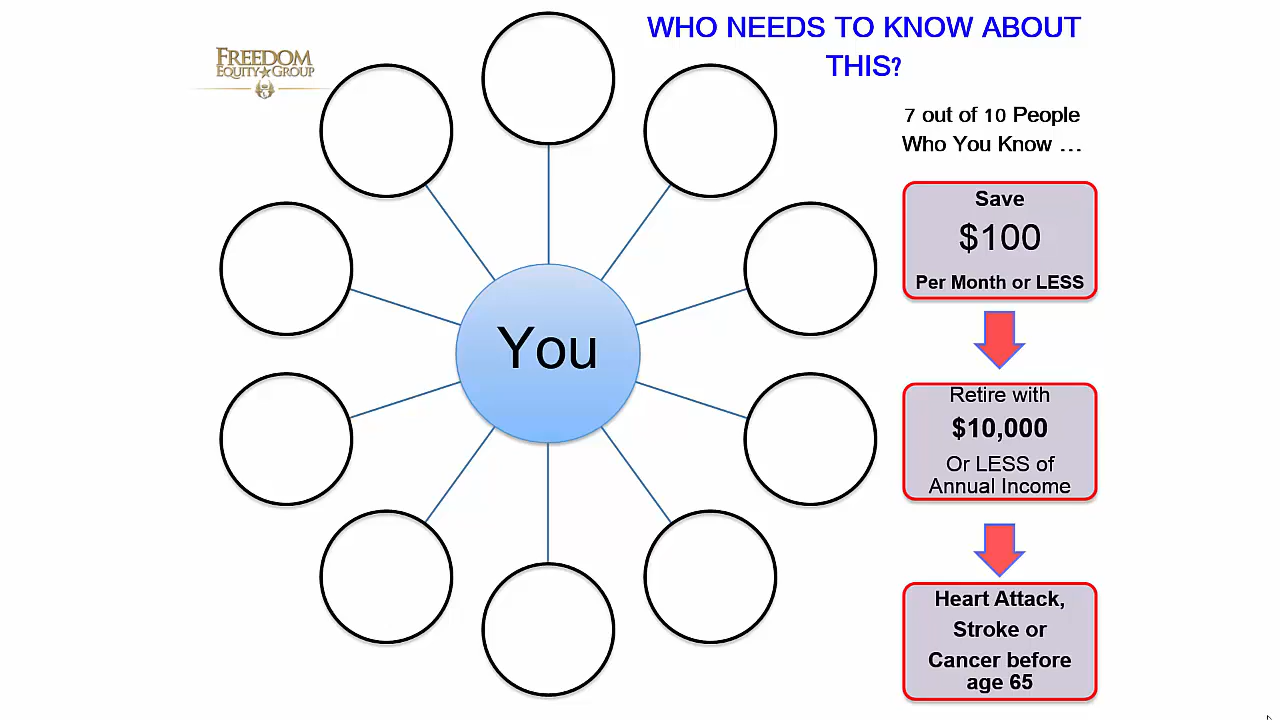 FREEDOM
EQUITY★GROUP
WHO NEEDS TO KNOW ABOUT
THIS?
7 out of 10 People
Who You Know ...
Save
$100
Per Month or LESS
You
Retire with
$10,000
Or LESS of
Annual Income
Heart Attack,
Stroke or
Cancer before
age 65